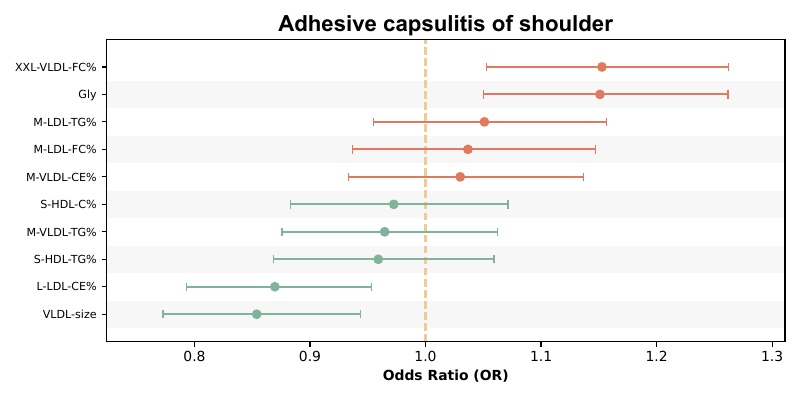 Adhesive capsulitis of shoulder
XXL-VLDL-FC%
Gly
M-LDL-TG%
M-LDL-FC%
M-VLDL-CE%
S-HDL-C%
M-VLDL-TG%
S-HDL-TG%
L-LDL-CE%
VLDL-size
0.8 0.9 1.0 1.1 1.2 1.3
Odds Ratio (OR)